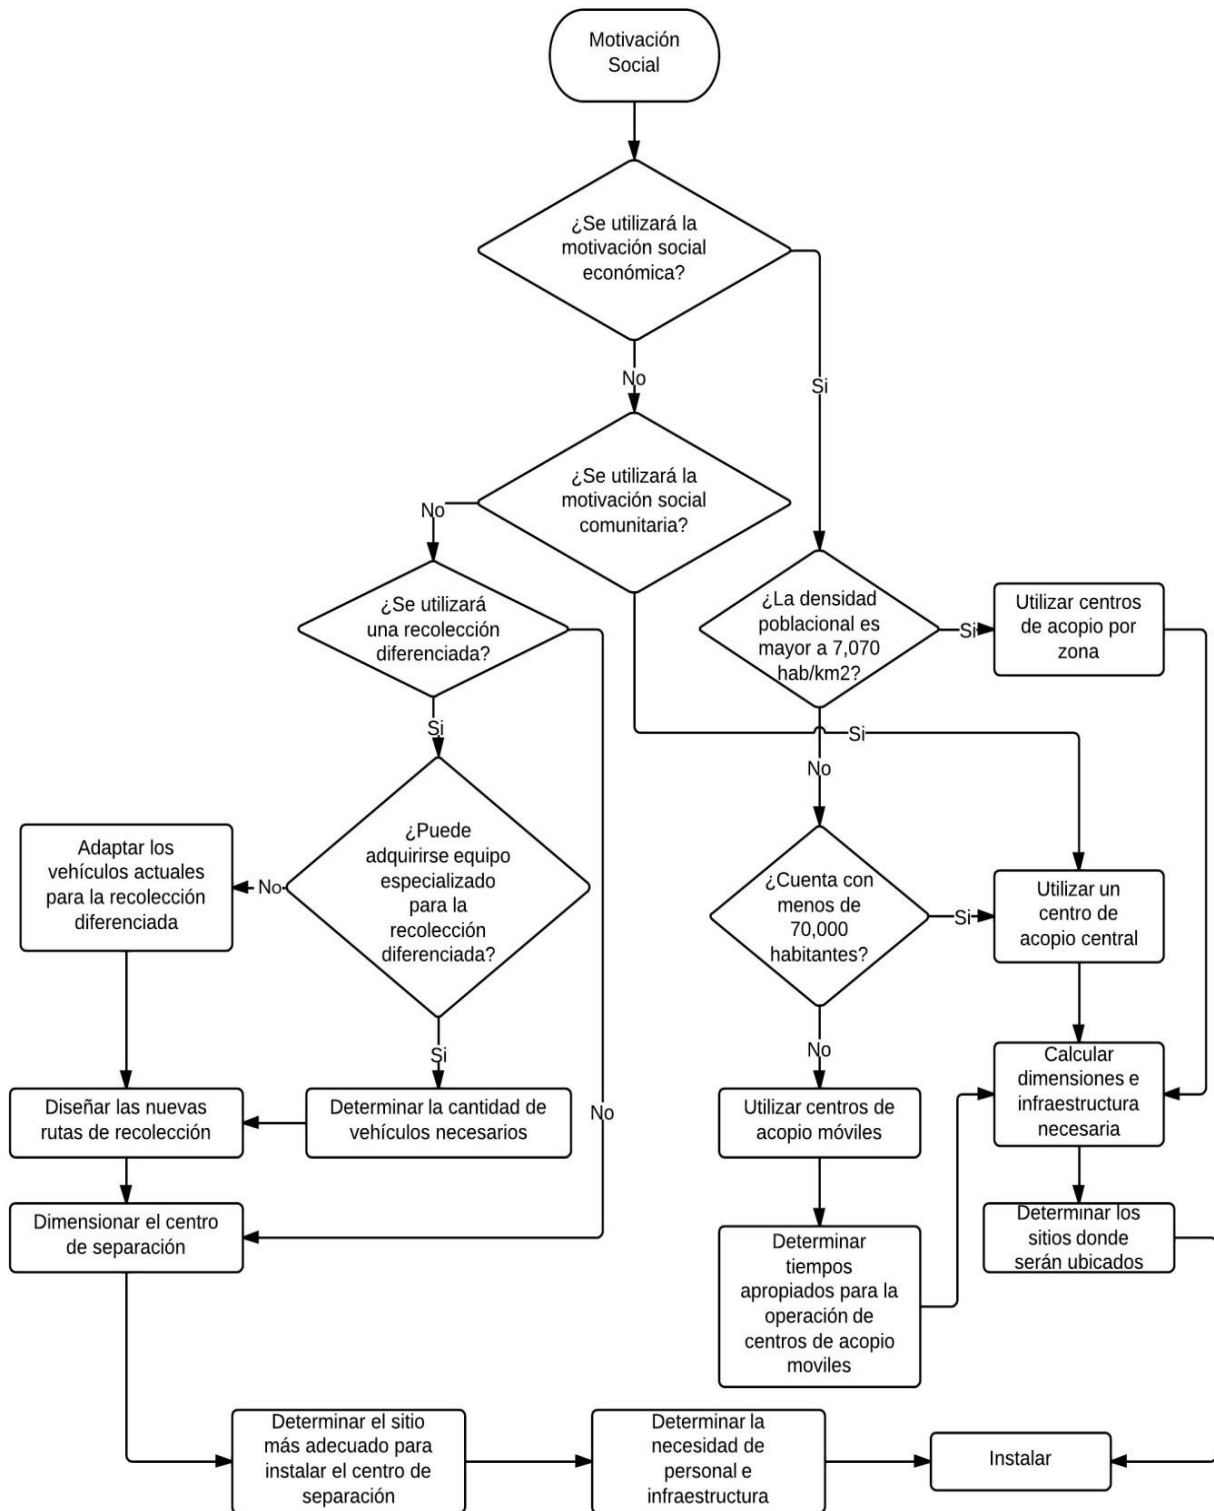 Motivación
Social
¿Se utilizará la
motivación social
económica?
No
Si
¿Se utilizará la
motivación social
comunitaria?
No
¿Se utilizará
una recolección
diferenciada?
¿La densidad
poblacional es
mayor a 7,070
hab/km2?
Si
Utilizar centros
de acopio por
zona
Si
Si
No
¿Puede
adquirirse equipo
especializado
para la
recolección
diferenciada?
No
Adaptar los
vehículos actuales
para la recolección
diferenciada
¿Cuenta con
menos de
70,000
habitantes?
Si
Utilizar un
centro de
acopio central
Si
No
Calcular
dimensiones e
infraestructura
necesaria
Diseñar las nuevas
rutas de recolección
Determinar la cantidad de
vehículos necesarios
No
Utilizar centros de
acopio móviles
Dimensionar el centro
de separación
Determinar los
sitios donde
serán ubicados
Determinar
tiempos
apropiados para la
operación de
centros de acopio
moviles
Determinar el sitio
más adecuado para
instalar el centro de
separación
Determinar la
necesidad de
personal e
infraestructura
Instalar